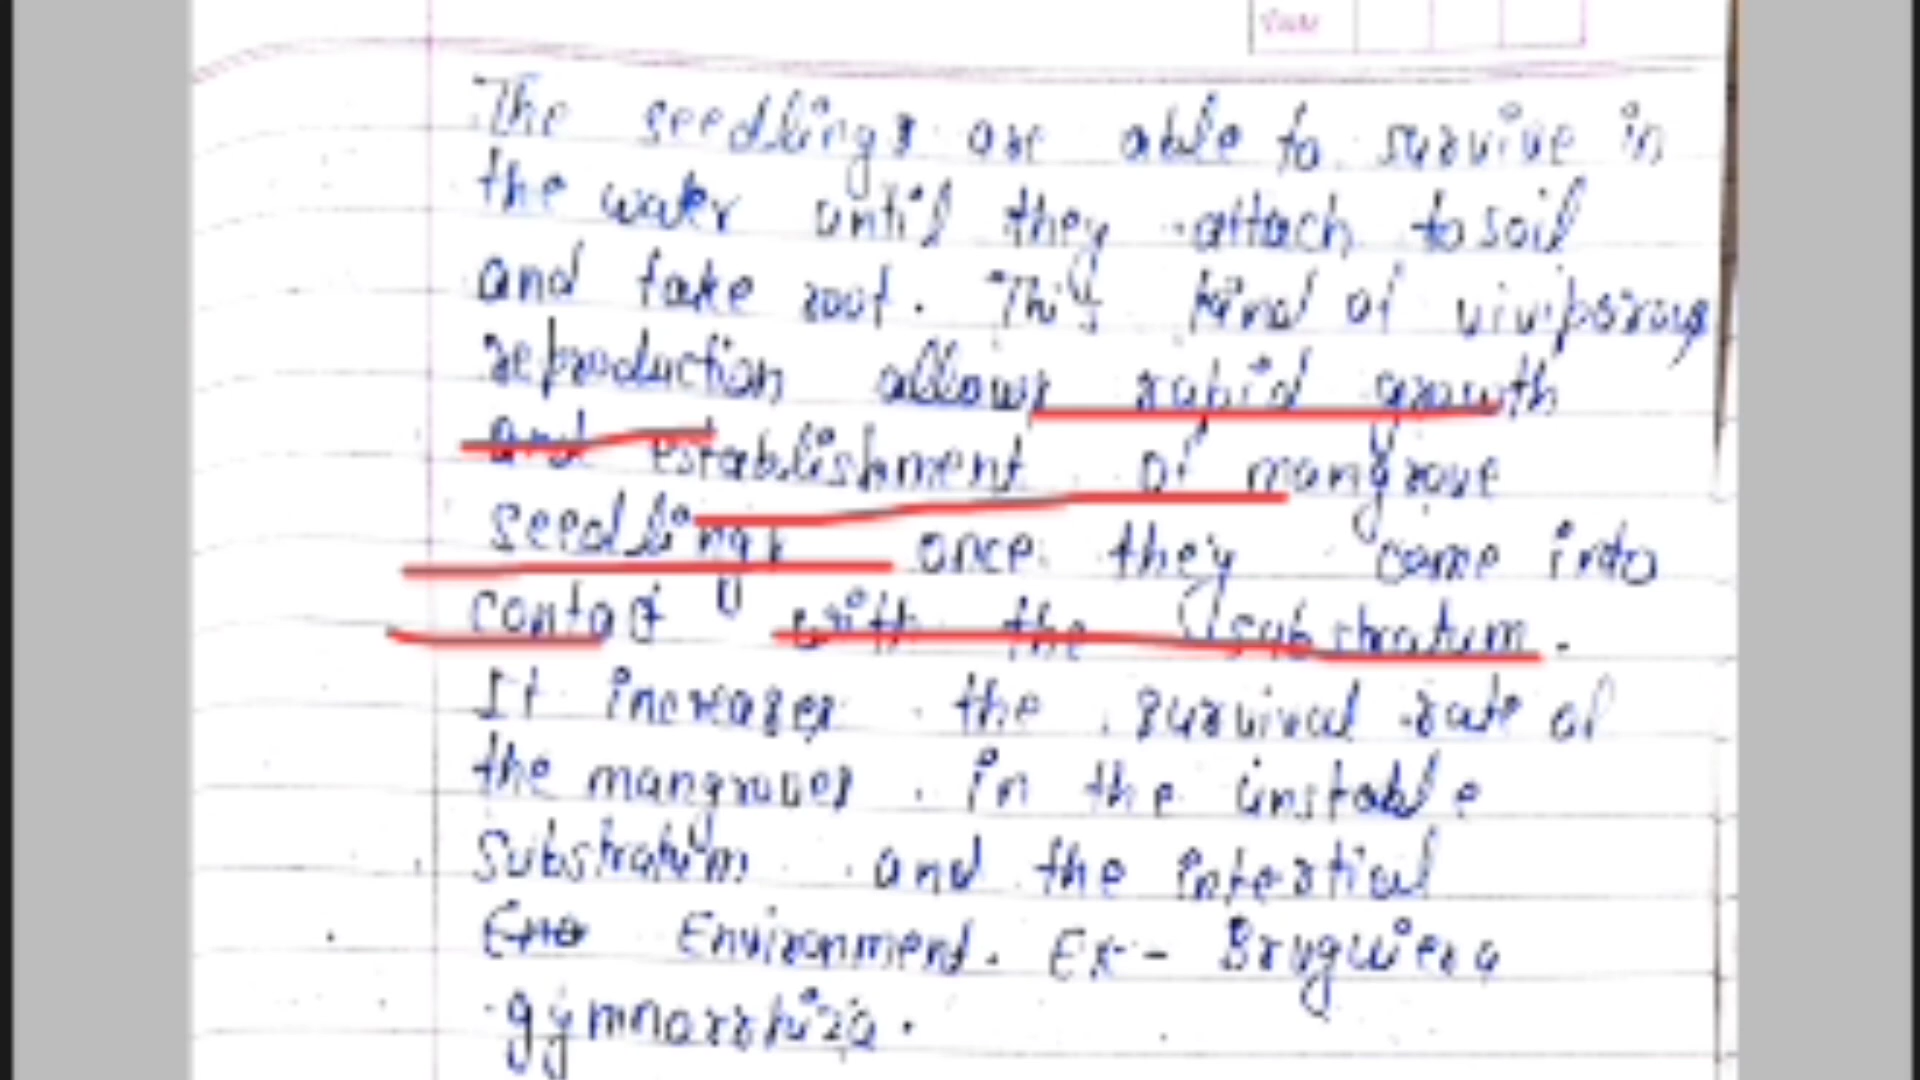 Date
The seedlings are able to survive in
the water until they attach to soil
and take root. This kind of viviparous
reproduction allows rapid growth
and establishment of mangrove
seedlings once they come into
contact with the substratum.
It increases the survival rate of
the mangroves in the unstable
substratum and the intertidal
Environment. Ex- Bruguiera
gymnorrhiza.